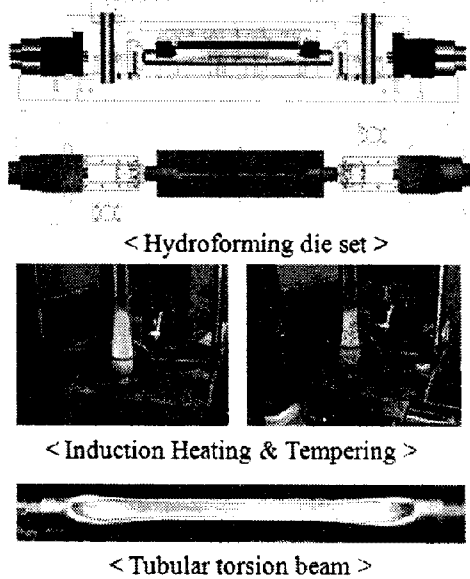 < Hydroforming die set >
< Induction Heating & Tempering >
< Tubular torsion beam >